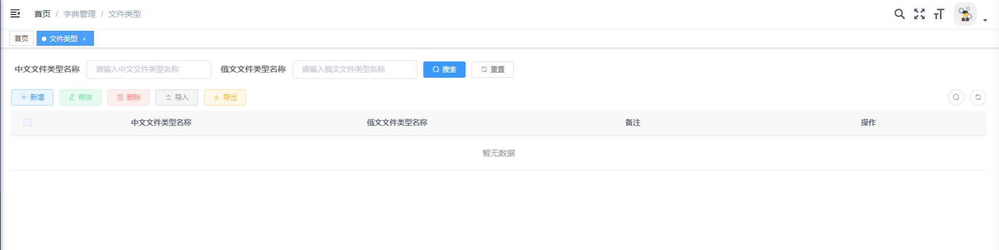 首页 / 字典管理 / 文件类型
首页 文件类型 ×
中文文件类型名称 请输入中文文件类型名称 俄文文件类型名称 请输入俄文文件类型名称 搜索 重置
新增 修改 删除 导入 导出
中文文件类型名称 俄文文件类型名称 备注 操作
暂无数据